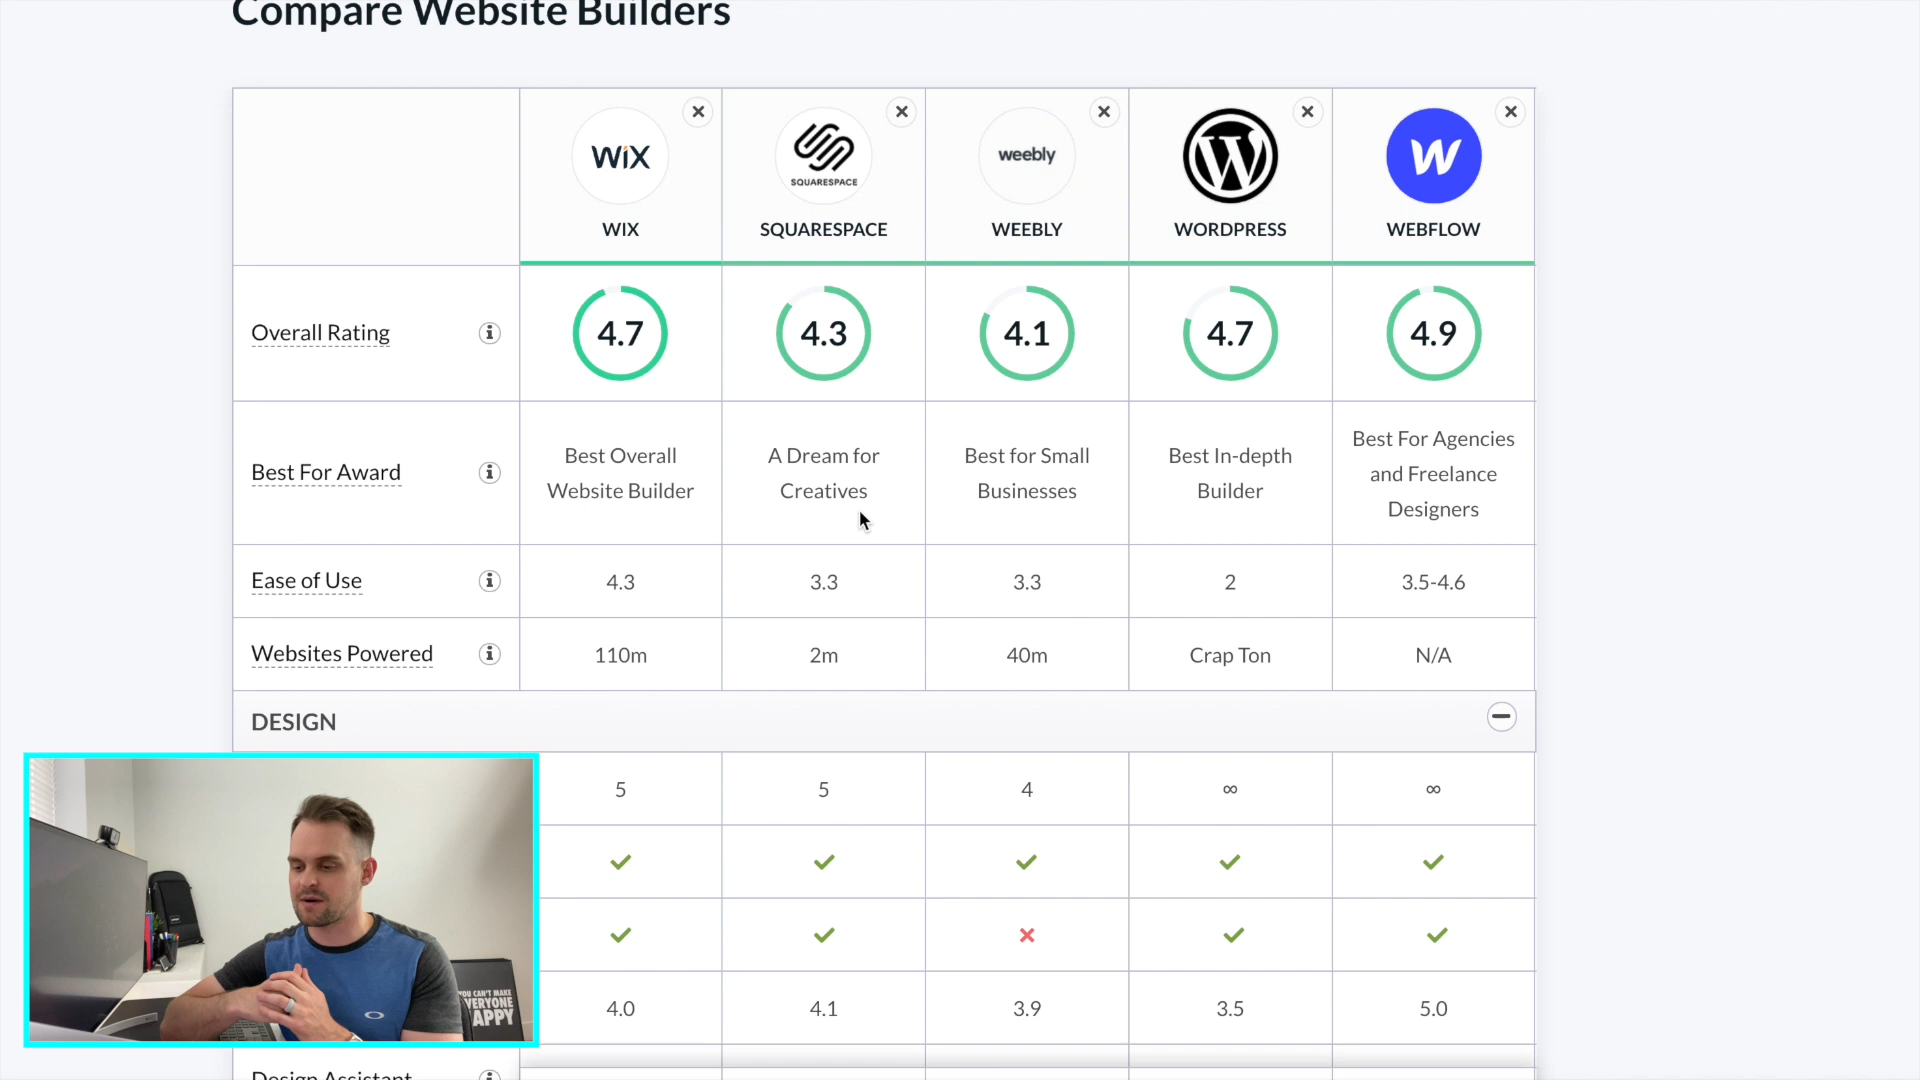 Compare Website Builders
WiX
SQUARESPACE
weebly
WIX
SQUARESPACE
WEEBLY
WORDPRESS
WEBFLOW
Overall Rating
4.7
4.3
4.1
4.7
4.9
Best For Award
Best Overall
Website Builder
A Dream for
Creatives
Best for Small
Businesses
Best In-depth
Builder
Best For Agencies
and Freelance
Designers
Ease of Use
4.3
3.3
3.3
2
3.5-4.6
Websites Powered
110m
2m
40m
Crap Ton
N/A
DESIGN
5
5
4
∞
∞
4.0
4.1
3.9
3.5
5.0
Design Assistant
YOU CAN'T MAKE
VERYONE
APPY